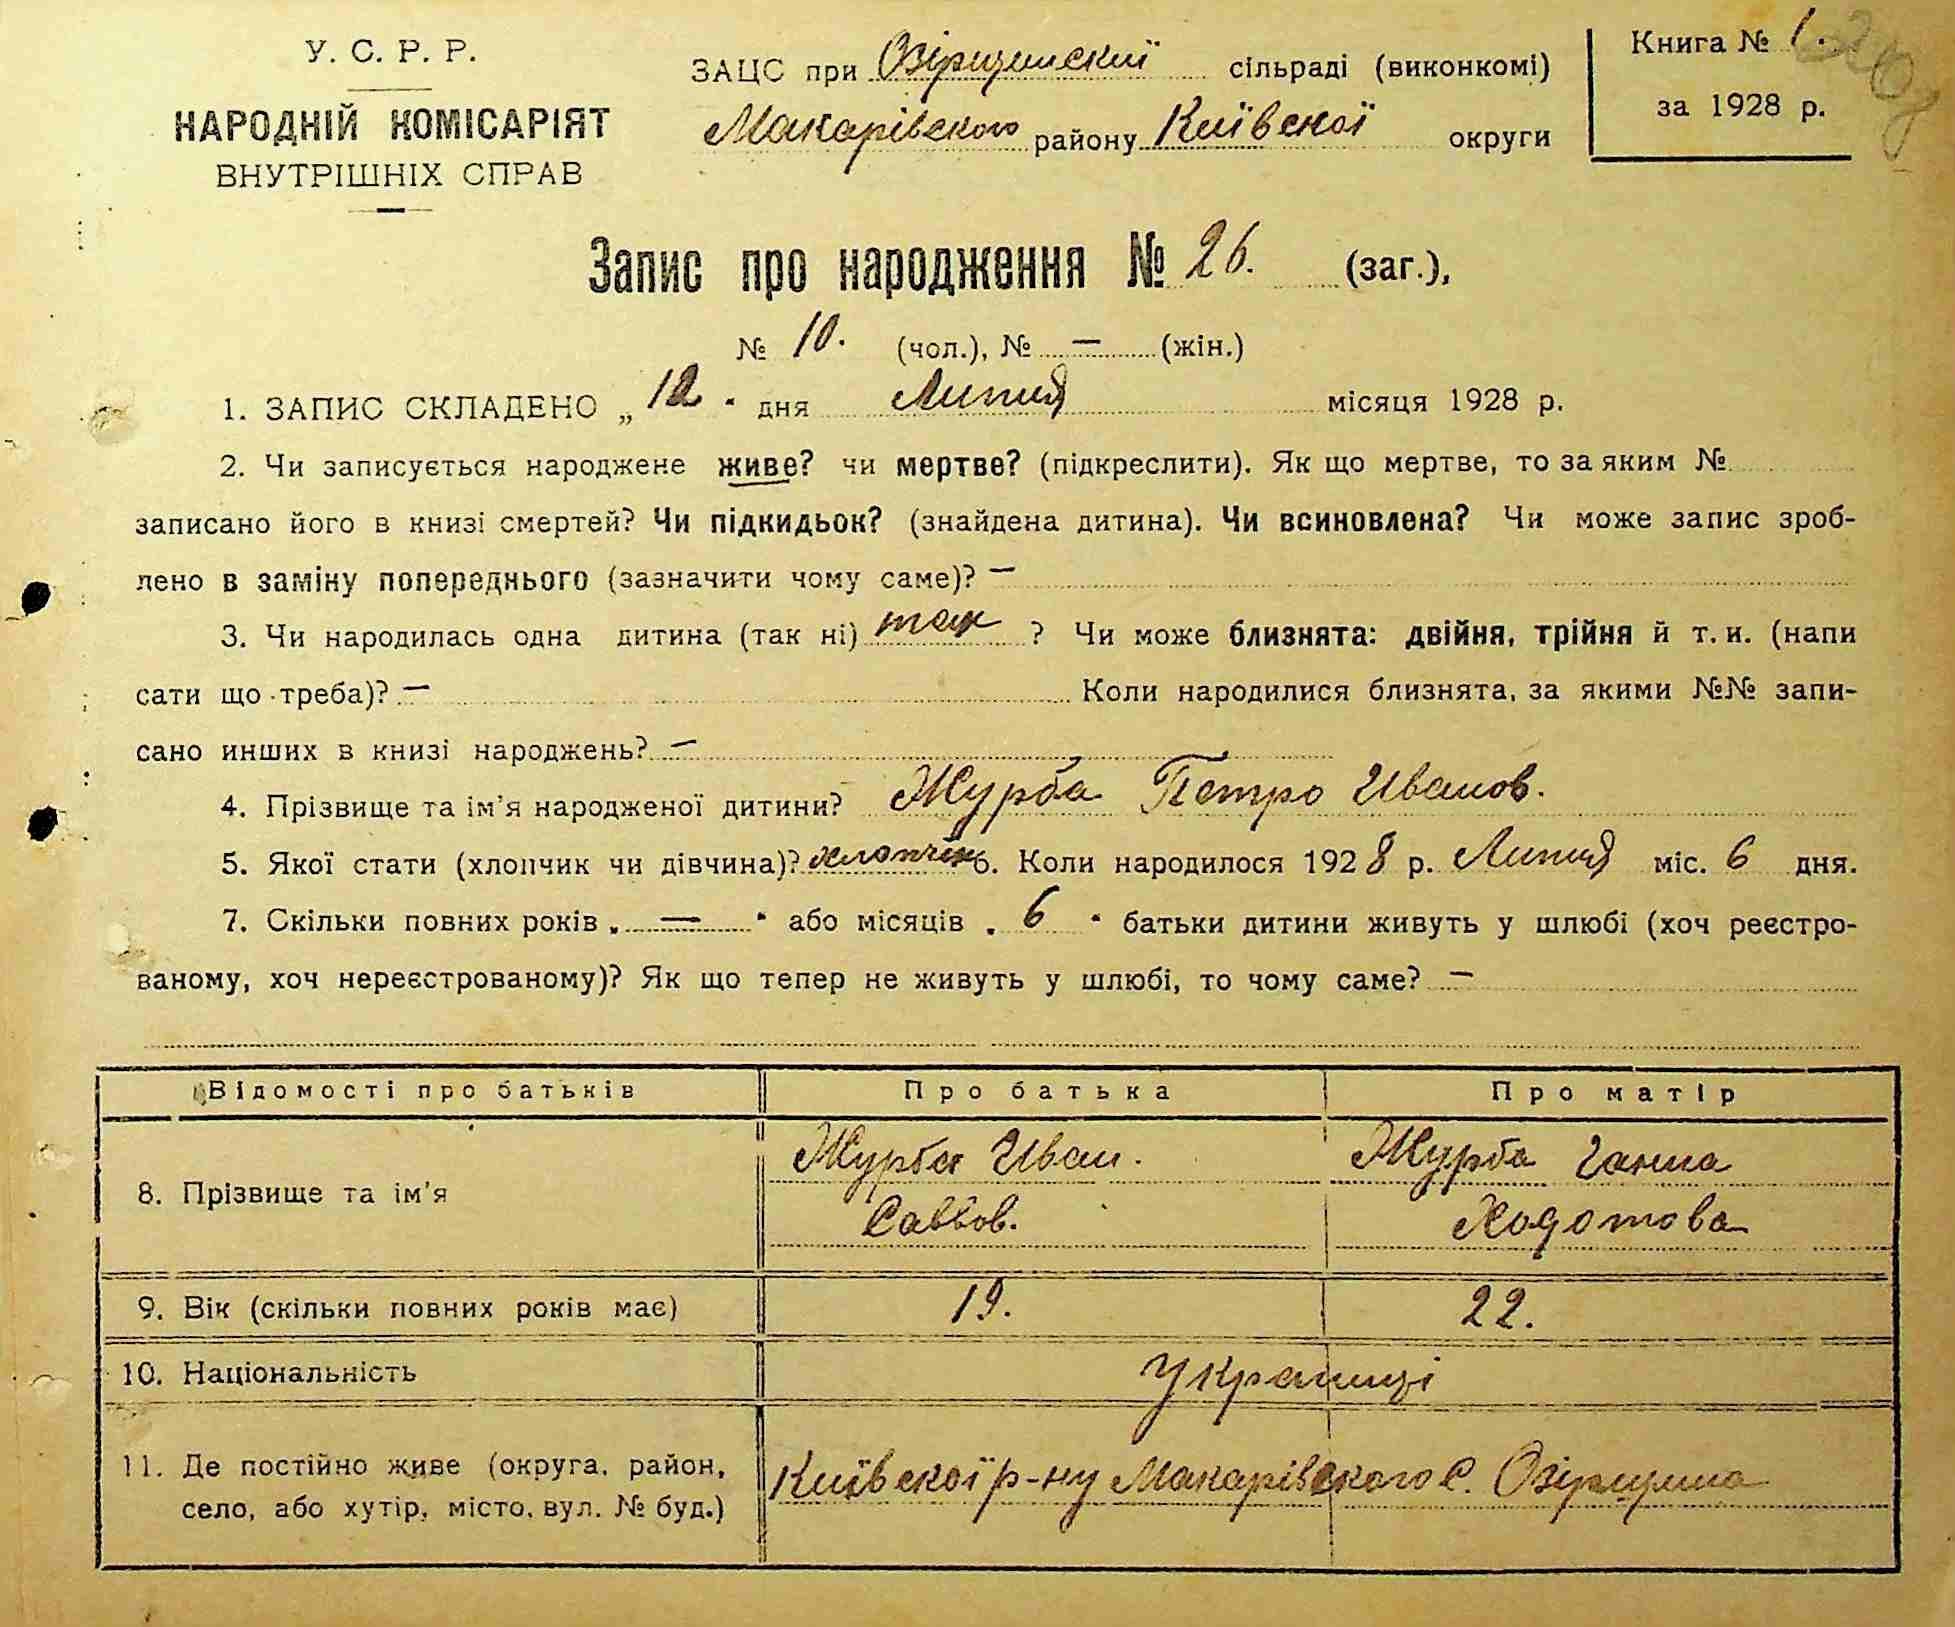 У. С. Р. Р.
НАРОДНІЙ КОМІСАРІЯТ
ВНУТРІШНІХ СПРАВ
ЗАЦС при Озірщинскиї сільраді (виконкомі)
Макарівского району Київскої округи
Книга № 1.
за 1928 р.
Запис про народження № 26. (заг.),
№ 10. (чол.), № — (жін.)
1. ЗАПИС СКЛАДЕНО „ 12 " дня Липня місяця 1928 р.
2. Чи записується народжене живе? чи мертве? (підкреслити). Як що мертве, то за яким №
записано його в книзі смертей? Чи підкидьок? (знайдена дитина). Чи всиновлена? Чи може запис зроб-
лено в заміну попереднього (зазначити чому саме)? —
3. Чи народилась одна дитина (так ні) так ? Чи може близнята: двійня, трійня й т. и. (напи
сати що треба)? — Коли народилися близнята, за якими №№ запи-
сано инших в книзі народжень? —
4. Прізвище та ім'я народженої дитини? Журба Петро Иванов.
5. Якої стати (хлопчик чи дівчина)? хлопчик 6. Коли народилося 1928 р. Липня міс. 6 дня.
7. Скільки повних років „ — " або місяців „ 6 " батьки дитини живуть у шлюбі (хоч реєстро-
ваному, хоч нереєстрованому)? Як що тепер не живуть у шлюбі, то чому саме? —
Відомості про батьків Про батька Про матір
8. Прізвище та ім'я Журба Иван. Саввов. Журба Ганна Ходотова
9. Вік (скільки повних років має) 19. 22.
10. Національність Украинці
11. Де постійно живе (округа, район, село, або хутір, місто, вул. № буд.) Київскої р-ну Макарівского с. Озірщина